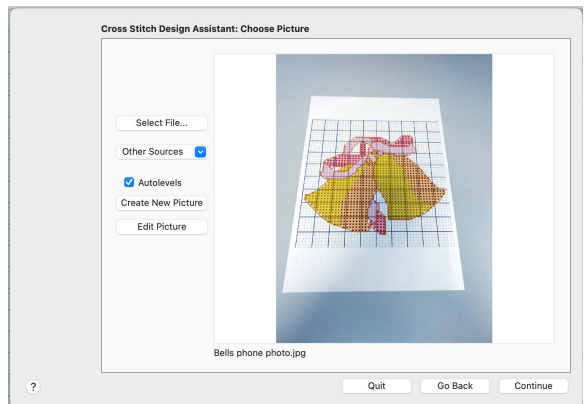 Cross Stitch Design Assistant: Choose Picture
Select File...
Other Sources
Autolevels
Create New Picture
Edit Picture
Bells phone photo.jpg
?
Quit
Go Back
Continue